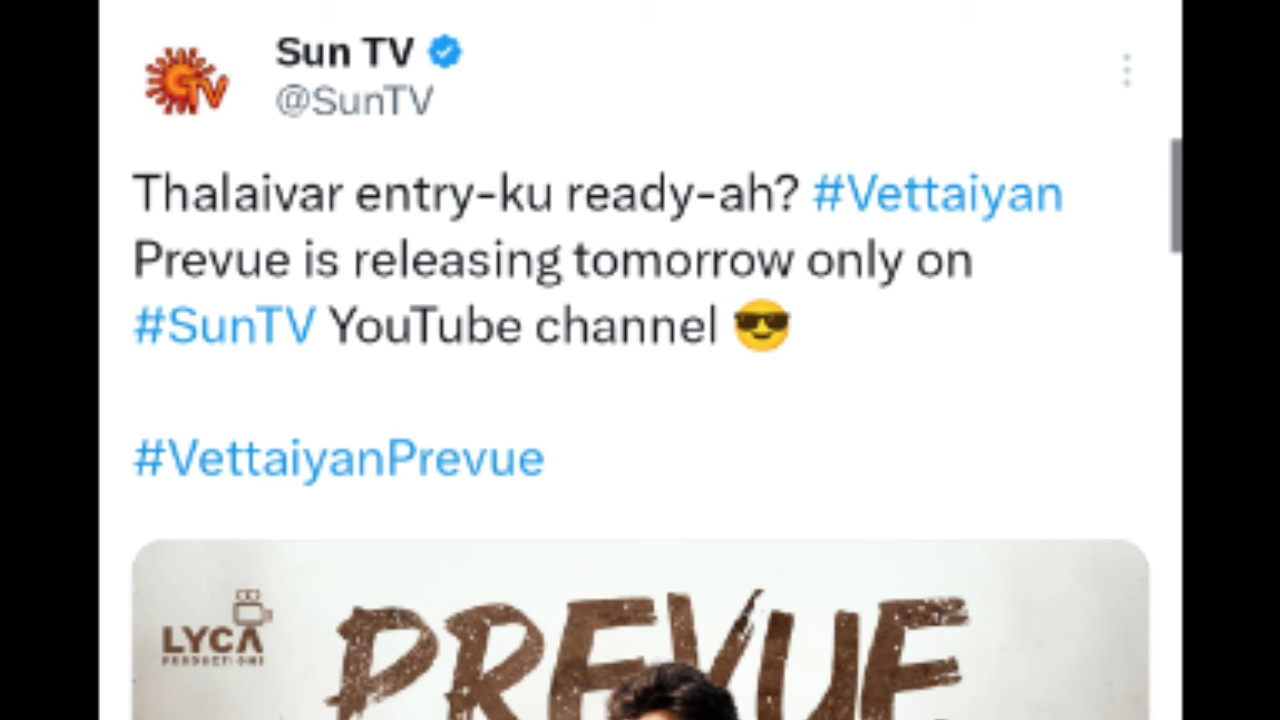 Sun TV
@SunTV
Thalaivar entry-ku ready-ah? #Vettaiyan
Prevue is releasing tomorrow only on
#SunTV YouTube channel 😎
#VettaiyanPrevue
LYCA
PRODUCTIONS
PREVUE